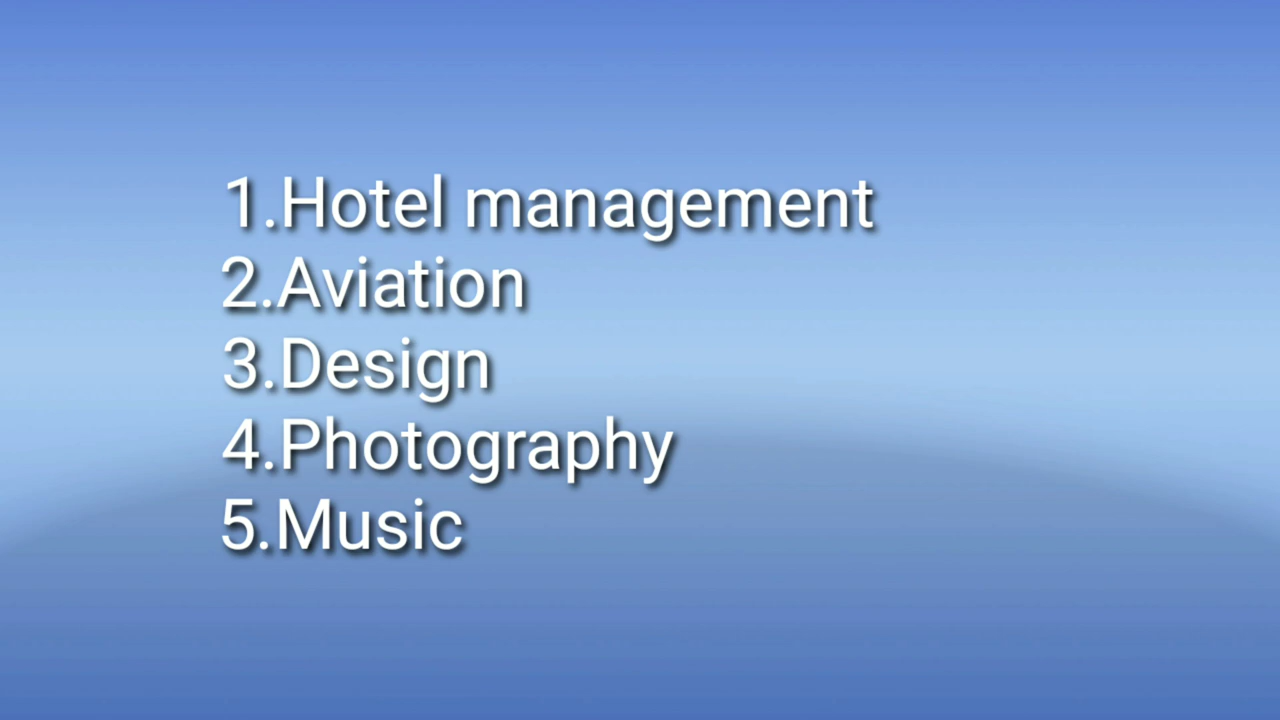 1.Hotel management
2.Aviation
3.Design
4.Photography
5.Music